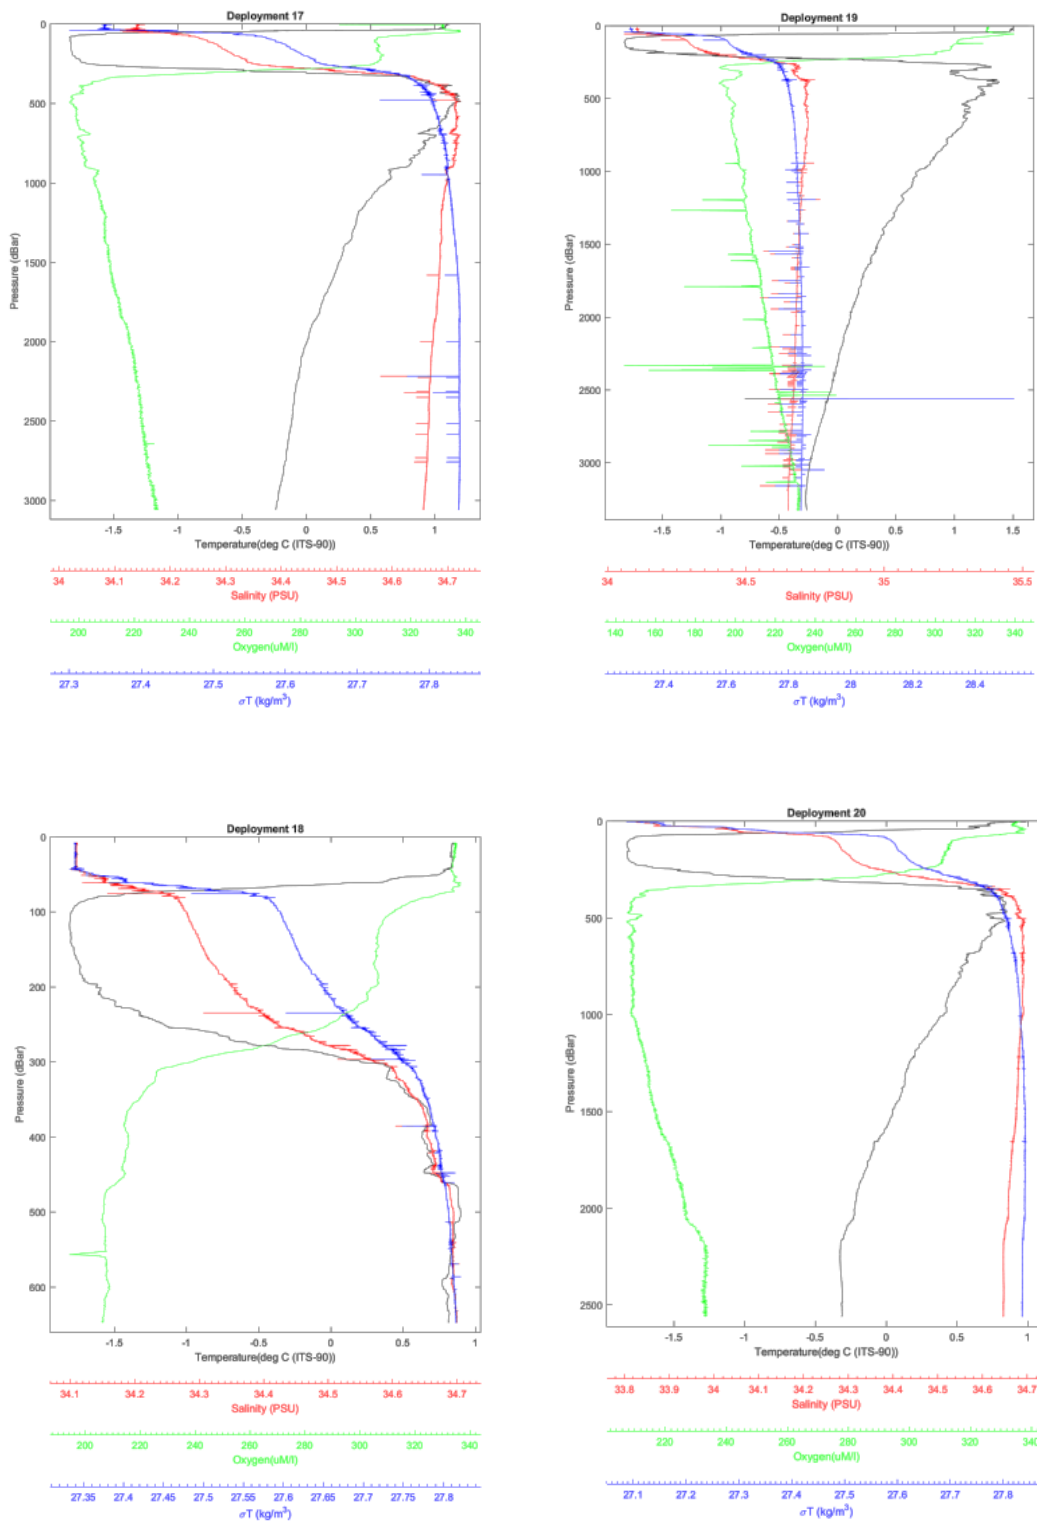 Deployment 17
0
500
1000
1500
2000
2500
3000
Pressure (dBar)
-1.5 -1 -0.5 0 0.5 1
Temperature(deg C (ITS-90))
34 34.1 34.2 34.3 34.4 34.5 34.6 34.7
Salinity (PSU)
200 220 240 260 280 300 320 340
Oxygen(uM/l)
27.3 27.4 27.5 27.6 27.7 27.8
σT (kg/m³)
Deployment 19
0
500
1000
1500
2000
2500
3000
Pressure (dBar)
-1.5 -1 -0.5 0 0.5 1 1.5
Temperature(deg C (ITS-90))
34 34.5 35 35.5
Salinity (PSU)
140 160 180 200 220 240 260 280 300 320 340
Oxygen(uM/l)
27.4 27.6 27.8 28 28.2 28.4
σT (kg/m³)
Deployment 18
0
100
200
300
400
500
600
Pressure (dBar)
-1.5 -1 -0.5 0 0.5 1
Temperature(deg C (ITS-90))
34.1 34.2 34.3 34.4 34.5 34.6 34.7
Salinity (PSU)
200 220 240 260 280 300 320 340
Oxygen(uM/l)
27.35 27.4 27.45 27.5 27.55 27.6 27.65 27.7 27.75 27.8
σT (kg/m³)
Deployment 20
0
500
1000
1500
2000
2500
Pressure (dBar)
-1.5 -1 -0.5 0 0.5 1
Temperature(deg C (ITS-90))
33.8 33.9 34 34.1 34.2 34.3 34.4 34.5 34.6 34.7
Salinity (PSU)
220 240 260 280 300 320 340
Oxygen(uM/l)
27.1 27.2 27.3 27.4 27.5 27.6 27.7 27.8
σT (kg/m³)